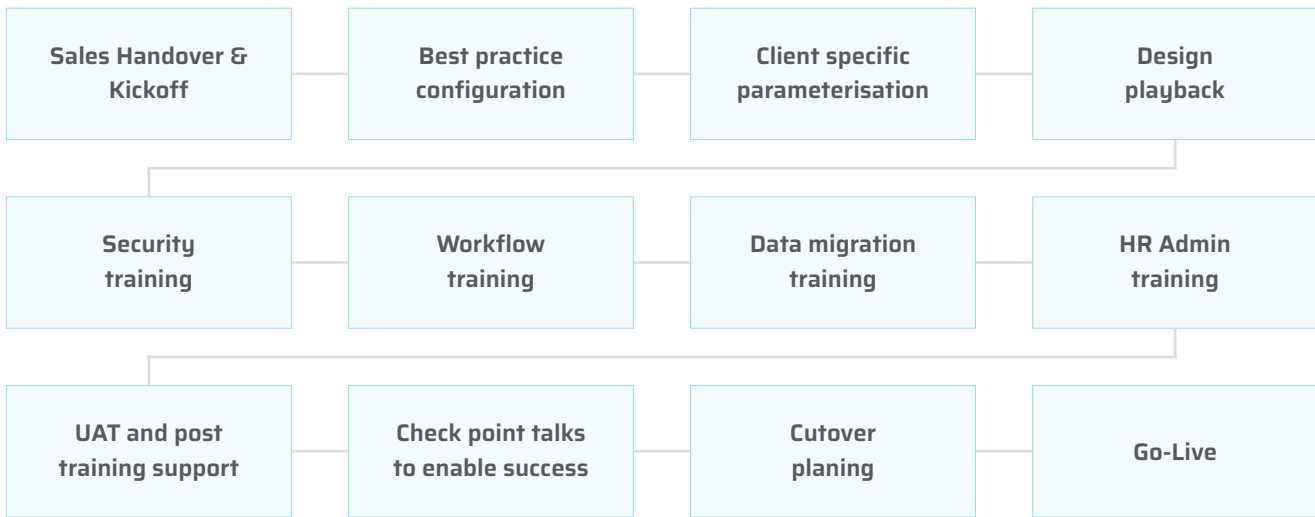 Sales Handover &
Kickoff
Best practice
configuration
Client specific
parameterisation
Design
playback
Security
training
Workflow
training
Data migration
training
HR Admin
training
UAT and post
training support
Check point talks
to enable success
Cutover
planing
Go-Live